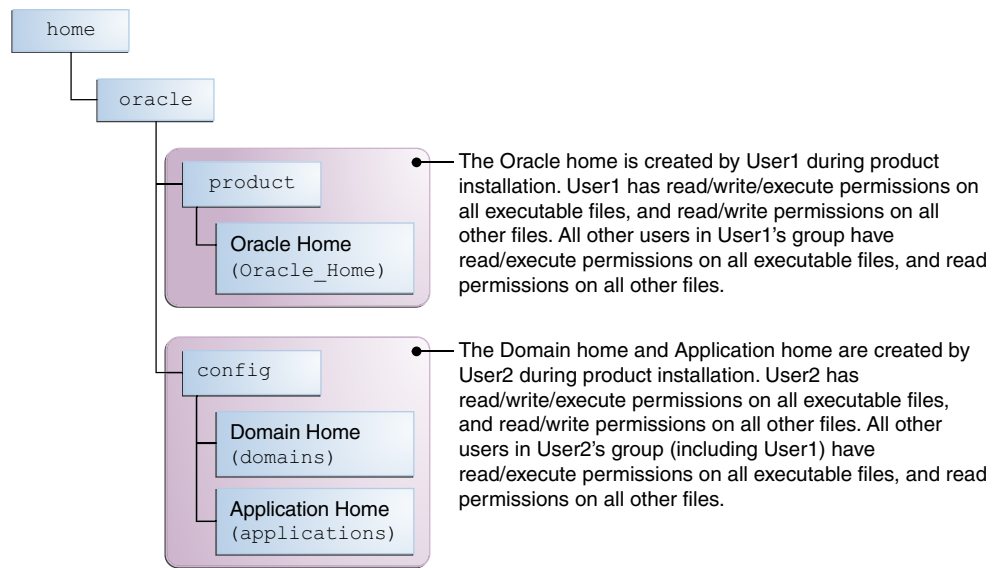 home
oracle
product
Oracle Home
(Oracle_Home)
The Oracle home is created by User1 during product
installation. User1 has read/write/execute permissions on
all executable files, and read/write permissions on all
other files. All other users in User1’s group have
read/execute permissions on all executable files, and read
permissions on all other files.
config
Domain Home
(domains)
Application Home
(applications)
The Domain home and Application home are created by
User2 during product installation. User2 has
read/write/execute permissions on all executable files,
and read/write permissions on all other files. All other
users in User2’s group (including User1) have
read/execute permissions on all executable files, and read
permissions on all other files.